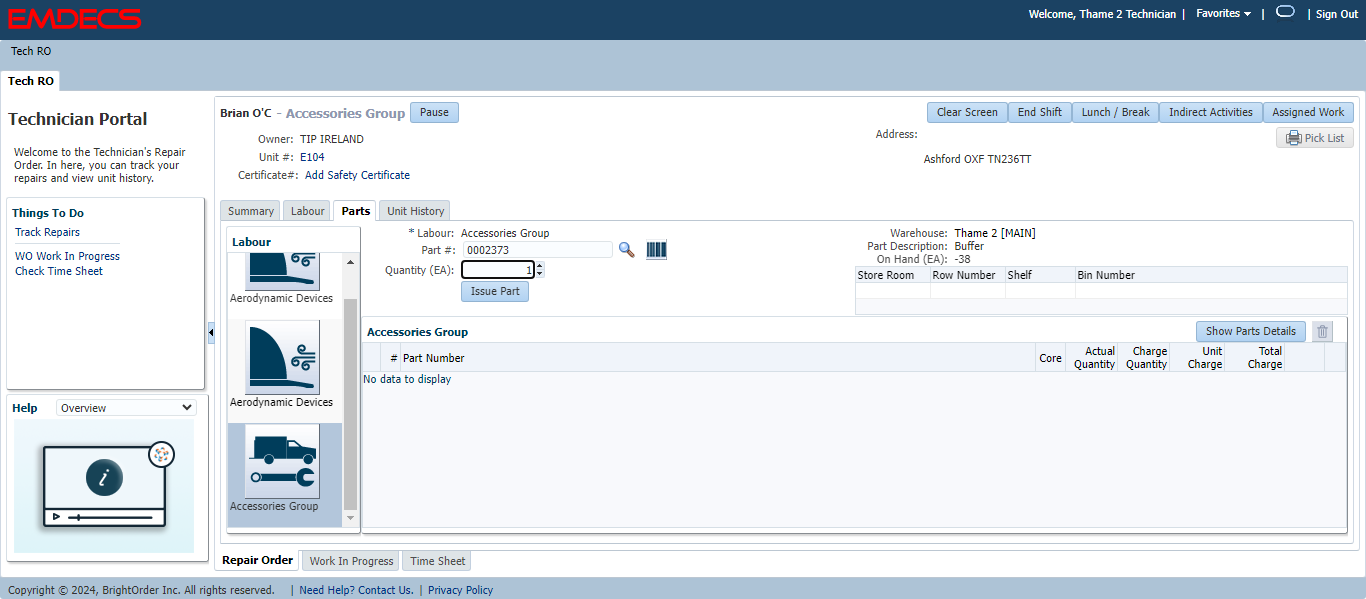 EMDECS
Welcome, Thame 2 Technician | Favorites | | Sign Out
Tech RO
Tech RO
Technician Portal
Welcome to the Technician's Repair
Order. In here, you can track your
repairs and view unit history.
Things To Do
Track Repairs
WO Work In Progress
Check Time Sheet
Help Overview
i
Brian O'C - Accessories Group Pause
Clear Screen End Shift Lunch / Break Indirect Activities Assigned Work
Owner: TIP IRELAND
Unit #: E104
Certificate#: Add Safety Certificate
Address:
Ashford OXF TN236TT
Pick List
Summary Labour Parts Unit History
Labour
Aerodynamic Devices
Aerodynamic Devices
Accessories Group
* Labour: Accessories Group
Part #: 0002373
Quantity (EA): 1
Issue Part
Warehouse: Thame 2 [MAIN]
Part Description: Buffer
On Hand (EA): -38
Store Room Row Number Shelf Bin Number
Accessories Group
Show Parts Details
# Part Number Core Actual Quantity Charge Quantity Unit Charge Total Charge
No data to display
Repair Order Work In Progress Time Sheet
Copyright © 2024, BrightOrder Inc. All rights reserved. | Need Help? Contact Us. | Privacy Policy